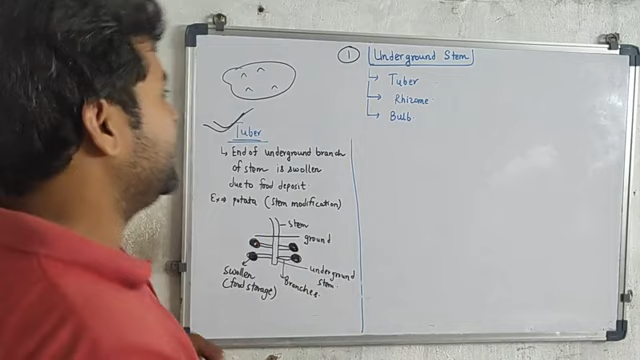 1 Underground Stem
Tuber
Rhizome
Bulb
Tuber
End of underground branch
of stem is swollen
due to food deposit.
Ex→ potato (stem modification)
stem
ground
underground
stem.
branches.
swollen
(food storage)